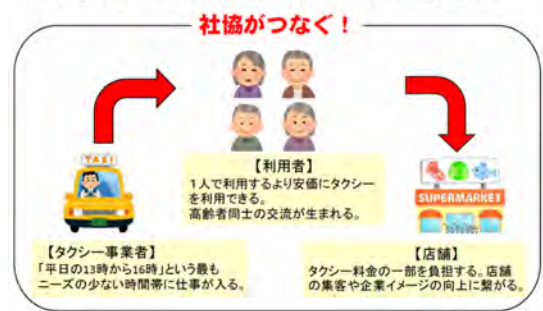 社協がつなぐ！
【利用者】
1人で利用するより安価にタクシー
を利用できる。
高齢者同士の交流が生まれる。
TAXI
【タクシー事業者】
「平日の13時から16時」という最も
ニーズの少ない時間帯に仕事が入る。
SUPERMARKET
【店舗】
タクシー料金の一部を負担する。店舗
の集客や企業イメージの向上に繋がる。